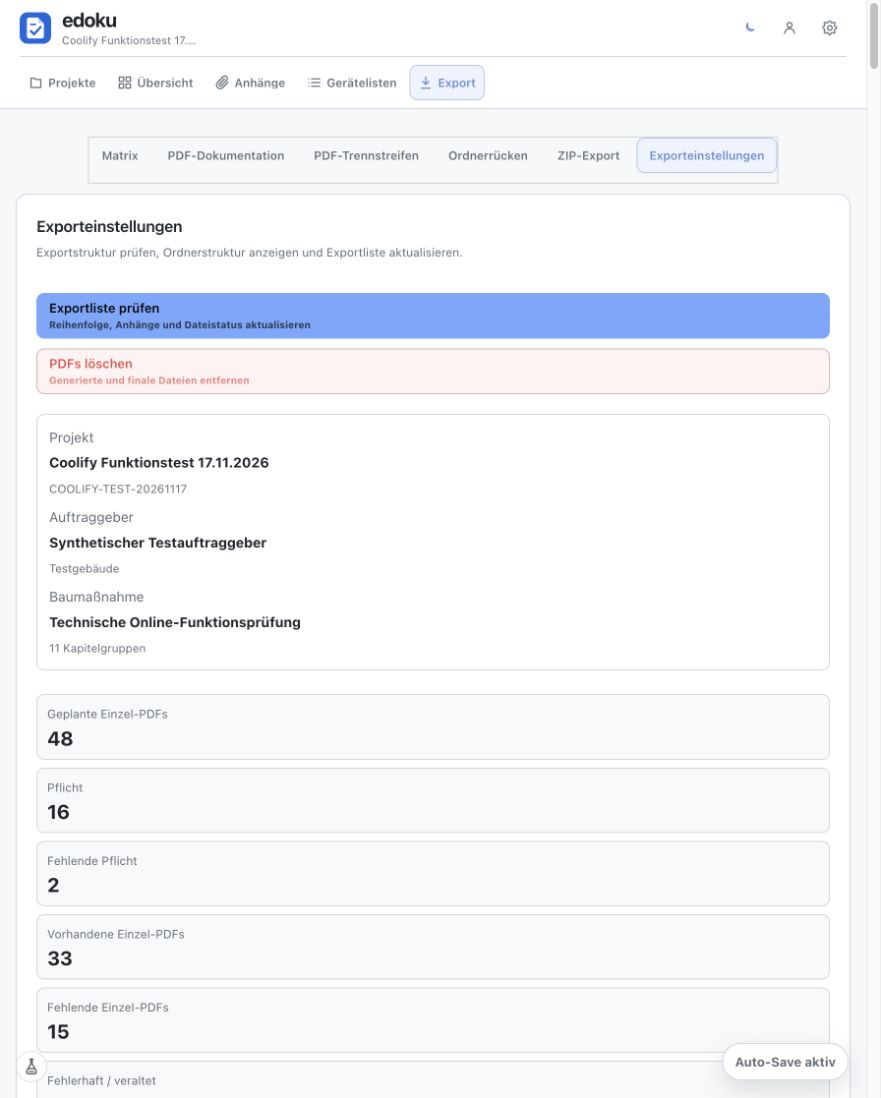 edoku
Coolify Funktionstest 17....
Projekte Übersicht Anhänge Gerätelisten Export
Matrix PDF-Dokumentation PDF-Trennstreifen Ordnerrücken ZIP-Export Exporteinstellungen
Exporteinstellungen
Exportstruktur prüfen, Ordnerstruktur anzeigen und Exportliste aktualisieren.
Exportliste prüfen
Reihenfolge, Anhänge und Dateistatus aktualisieren
PDFs löschen
Generierte und finale Dateien entfernen
Projekt
Coolify Funktionstest 17.11.2026
COOLIFY-TEST-20261117
Auftraggeber
Synthetischer Testauftraggeber
Testgebäude
Baumaßnahme
Technische Online-Funktionsprüfung
11 Kapitelgruppen
Geplante Einzel-PDFs
48
Pflicht
16
Fehlende Pflicht
2
Vorhandene Einzel-PDFs
33
Fehlende Einzel-PDFs
15
Auto-Save aktiv
Fehlerhaft / veraltet